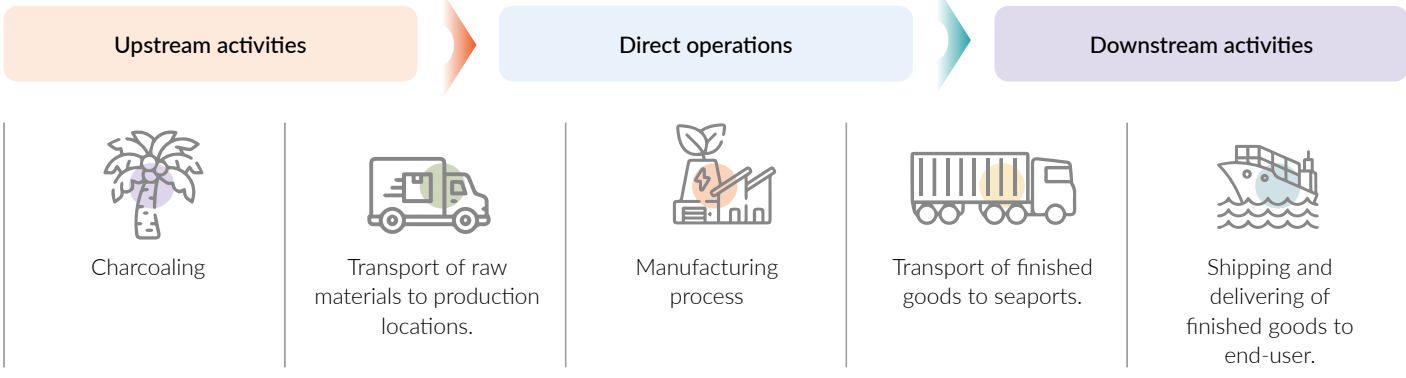 Upstream activities
Direct operations
Downstream activities
Charcoaling
Transport of raw
materials to production
locations.
Manufacturing
process
Transport of finished
goods to seaports.
Shipping and
delivering of
finished goods to
end-user.